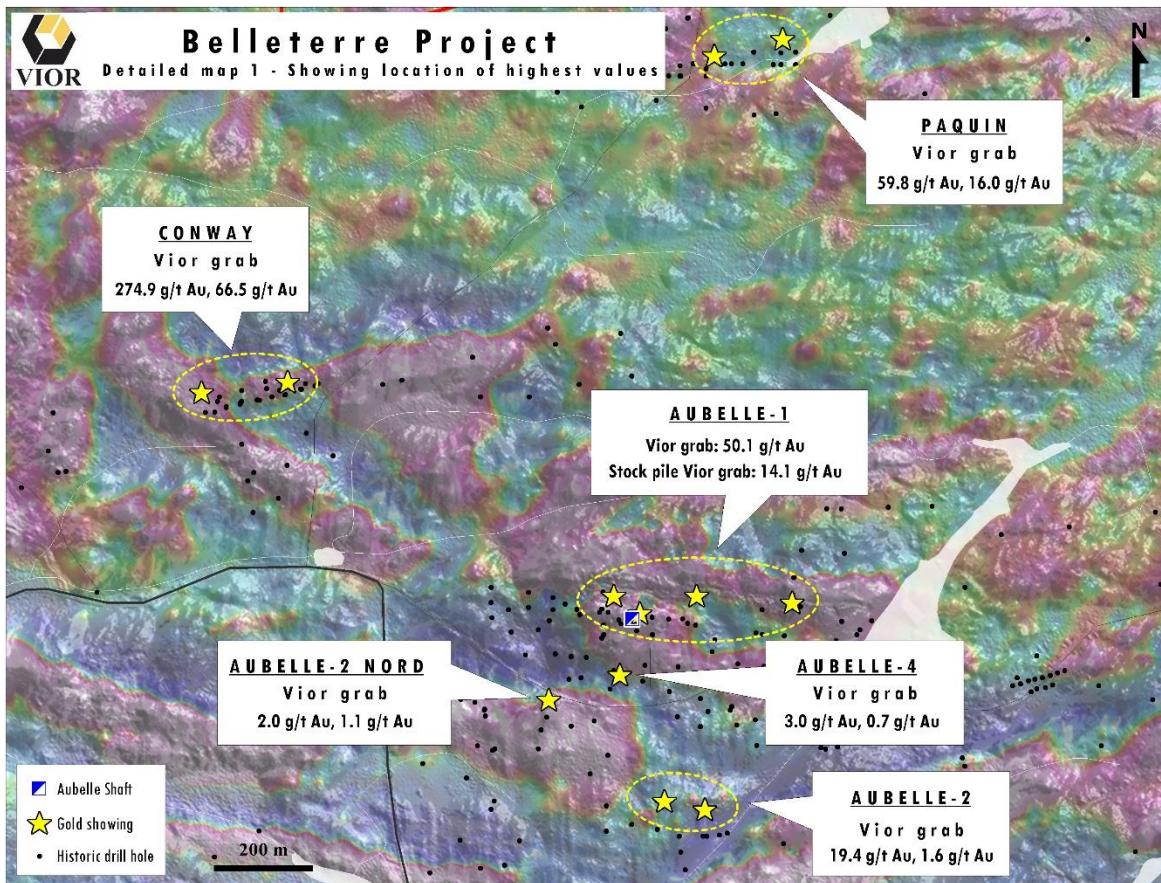 VIOR
Belleterre Project
Detailed map 1 - Showing location of highest values
N
PAQUIN
Vior grab
59.8 g/t Au, 16.0 g/t Au
CONWAY
Vior grab
274.9 g/t Au, 66.5 g/t Au
AUBELLE-1
Vior grab: 50.1 g/t Au
Stock pile Vior grab: 14.1 g/t Au
AUBELLE-2 NORD
Vior grab
2.0 g/t Au, 1.1 g/t Au
AUBELLE-4
Vior grab
3.0 g/t Au, 0.7 g/t Au
AUBELLE-2
Vior grab
19.4 g/t Au, 1.6 g/t Au
Aubelle Shaft
Gold showing
Historic drill hole
200 m